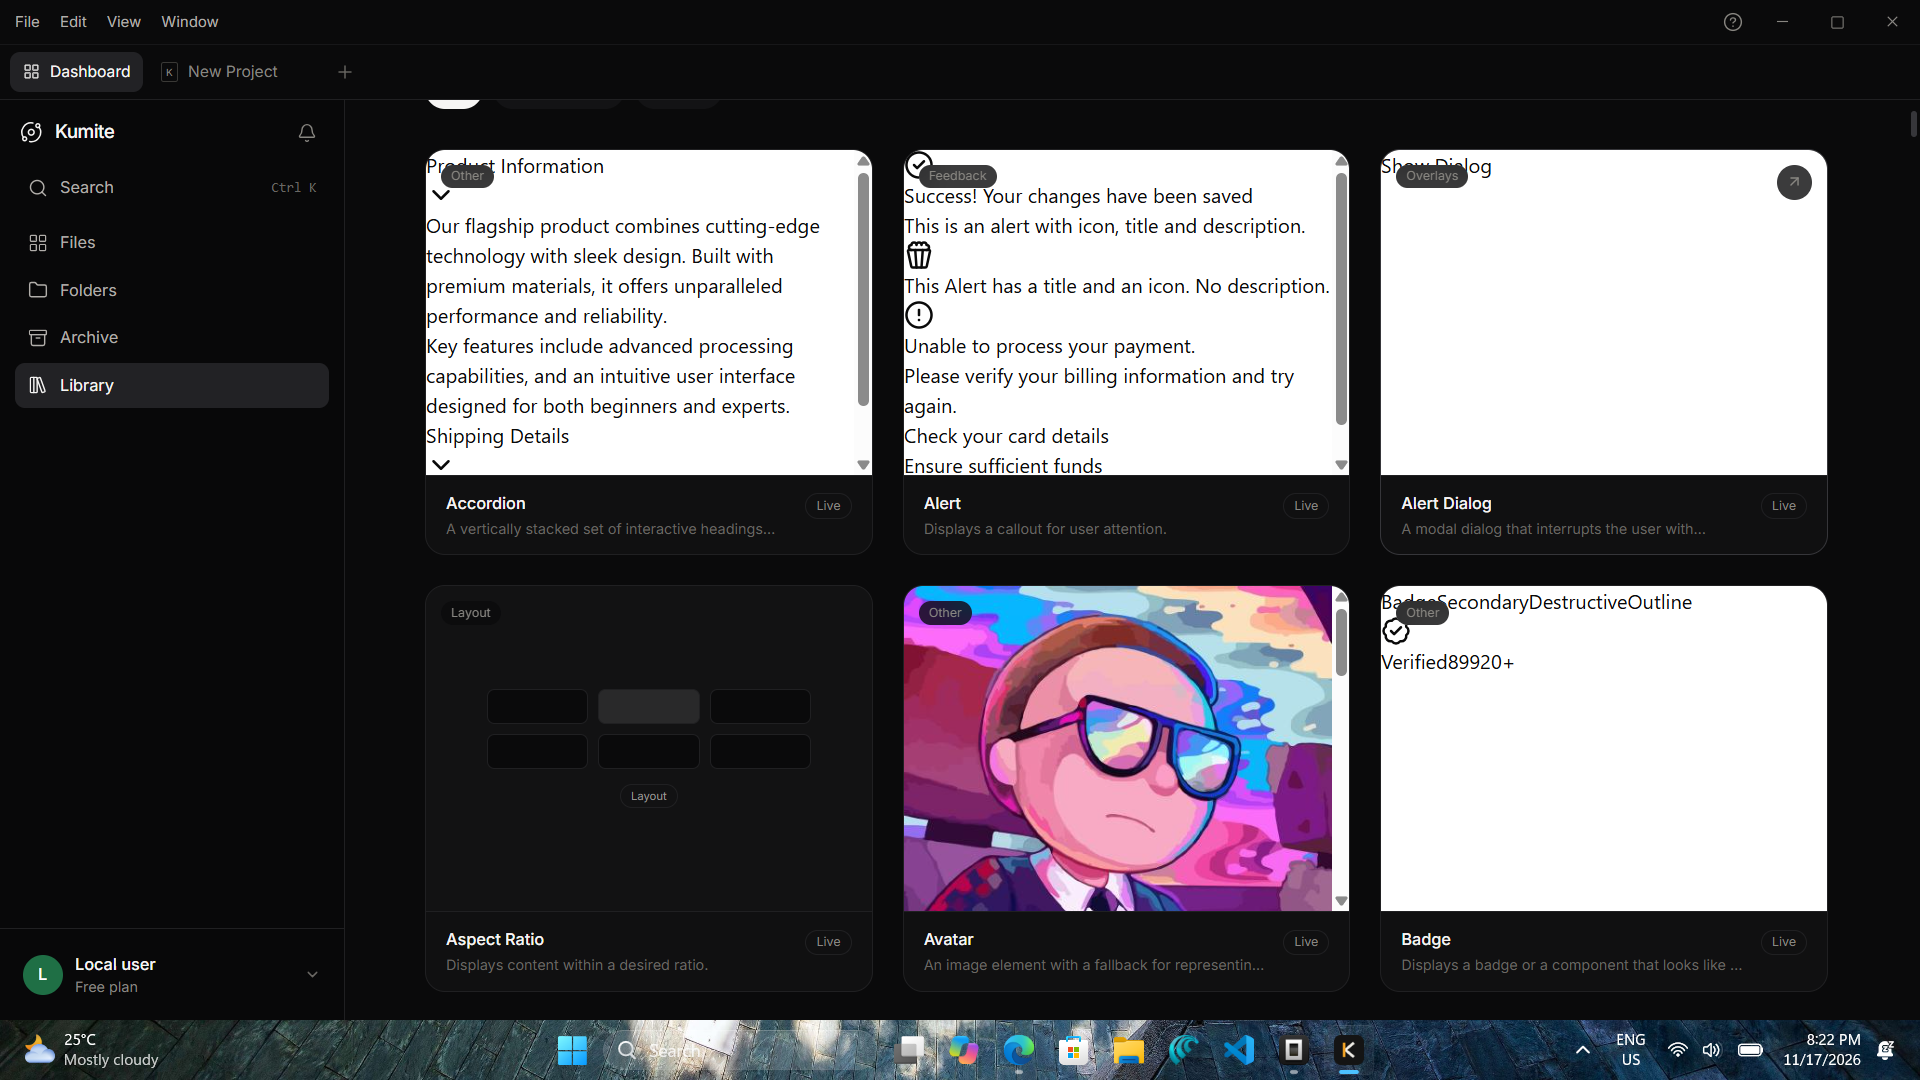 File Edit View Window
Dashboard
K New Project
Kumite
Search Ctrl K
Files
Folders
Archive
Library
Product Information
Other
Our flagship product combines cutting-edge
technology with sleek design. Built with
premium materials, it offers unparalleled
performance and reliability.
Key features include advanced processing
capabilities, and an intuitive user interface
designed for both beginners and experts.
Shipping Details
Accordion
Live
A vertically stacked set of interactive headings...
Feedback
Success! Your changes have been saved
This is an alert with icon, title and description.
This Alert has a title and an icon. No description.
Unable to process your payment.
Please verify your billing information and try
again.
Check your card details
Ensure sufficient funds
Alert
Live
Displays a callout for user attention.
Show Dialog
Overlays
Alert Dialog
Live
A modal dialog that interrupts the user with...
Layout
Layout
Aspect Ratio
Live
Displays content within a desired ratio.
Other
Avatar
Live
An image element with a fallback for representin...
BadgeSecondaryDestructiveOutline
Other
Verified89920+
Badge
Live
Displays a badge or a component that looks like ...
L
Local user
Free plan
25°C
Mostly cloudy
Search
K
ENG
US
8:22 PM
11/17/2026